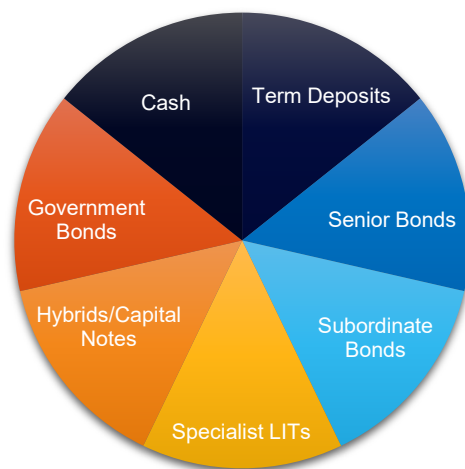 Cash
Term Deposits
Government
Bonds
Senior Bonds
Hybrids/Capital
Notes
Subordinate
Bonds
Specialist LITs